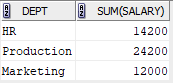 DEPT SUM(SALARY)
HR 14200
Production 24200
Marketing 12000